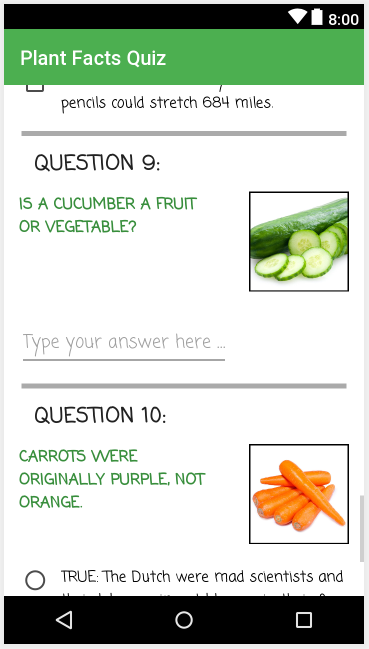 8:00
Plant Facts Quiz
pencils could stretch 684 miles.
QUESTION 9:
IS A CUCUMBER A FRUIT
OR VEGETABLE?
Type your answer here ...
QUESTION 10:
CARROTS WERE
ORIGINALLY PURPLE, NOT
ORANGE.
TRUE: The Dutch were mad scientists and